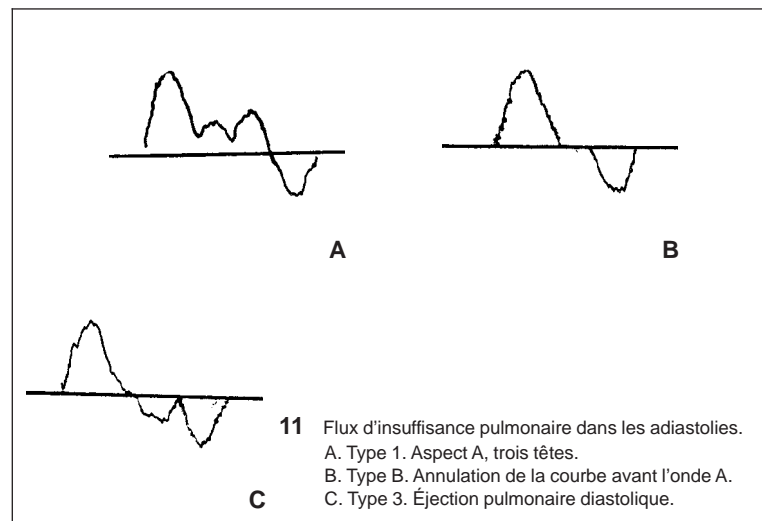 A
B
C
11 Flux d'insuffisance pulmonaire dans les adiastolies.
A. Type 1. Aspect A, trois têtes.
B. Type B. Annulation de la courbe avant l'onde A.
C. Type 3. Éjection pulmonaire diastolique.